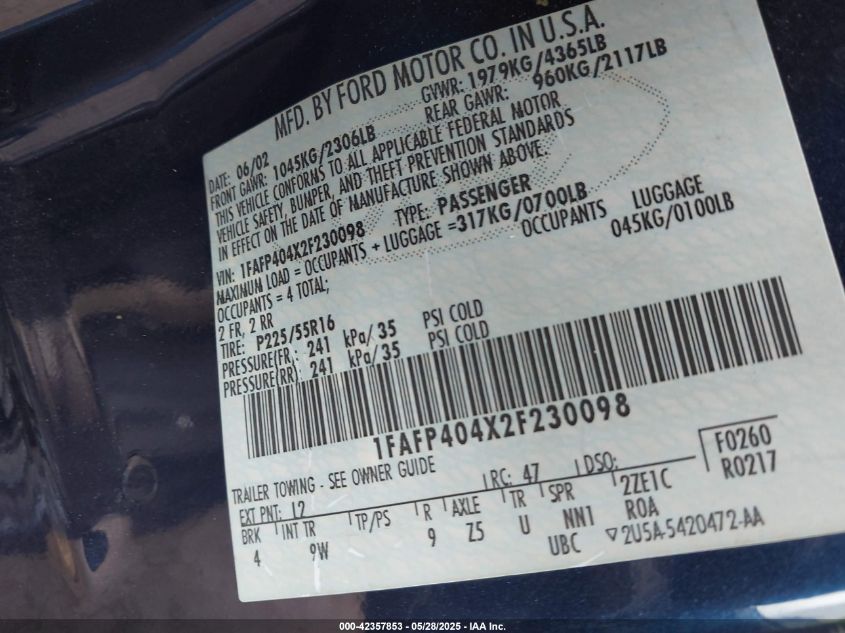 MFD. BY FORD MOTOR CO. IN U.S.A.
DATE: 06/02 GVWR: 1979KG/4365LB
FRONT GAWR: 1045KG/2306LB REAR GAWR: 960KG/2117LB
THIS VEHICLE CONFORMS TO ALL APPLICABLE FEDERAL MOTOR
VEHICLE SAFETY, BUMPER, AND THEFT PREVENTION STANDARDS
IN EFFECT ON THE DATE OF MANUFACTURE SHOWN ABOVE.
VIN: 1FAFP404X2F230098 TYPE: PASSENGER
MAXIMUM LOAD = OCCUPANTS + LUGGAGE =317KG/0700LB
OCCUPANTS = 4 TOTAL; OCCUPANTS LUGGAGE
2 FR, 2 RR 045KG/0100LB
TIRE: P225/55R16
PRESSURE(FR; 241 kPa/35 PSI COLD
PRESSURE(RR) 241 kPa/35 PSI COLD
1FAFP404X2F230098
TRAILER TOWING - SEE OWNER GUIDE
EXT PNT: L2 RC: 47 DSO: F0260
BRK INT TR TP/PS R AXLE TR SPR 2ZE1C R0217
4 9W 9 Z5 U NN1 ROA
UBC ▽2U5A-5420472-AA
000-42357853 - 05/28/2025 - IAA Inc.